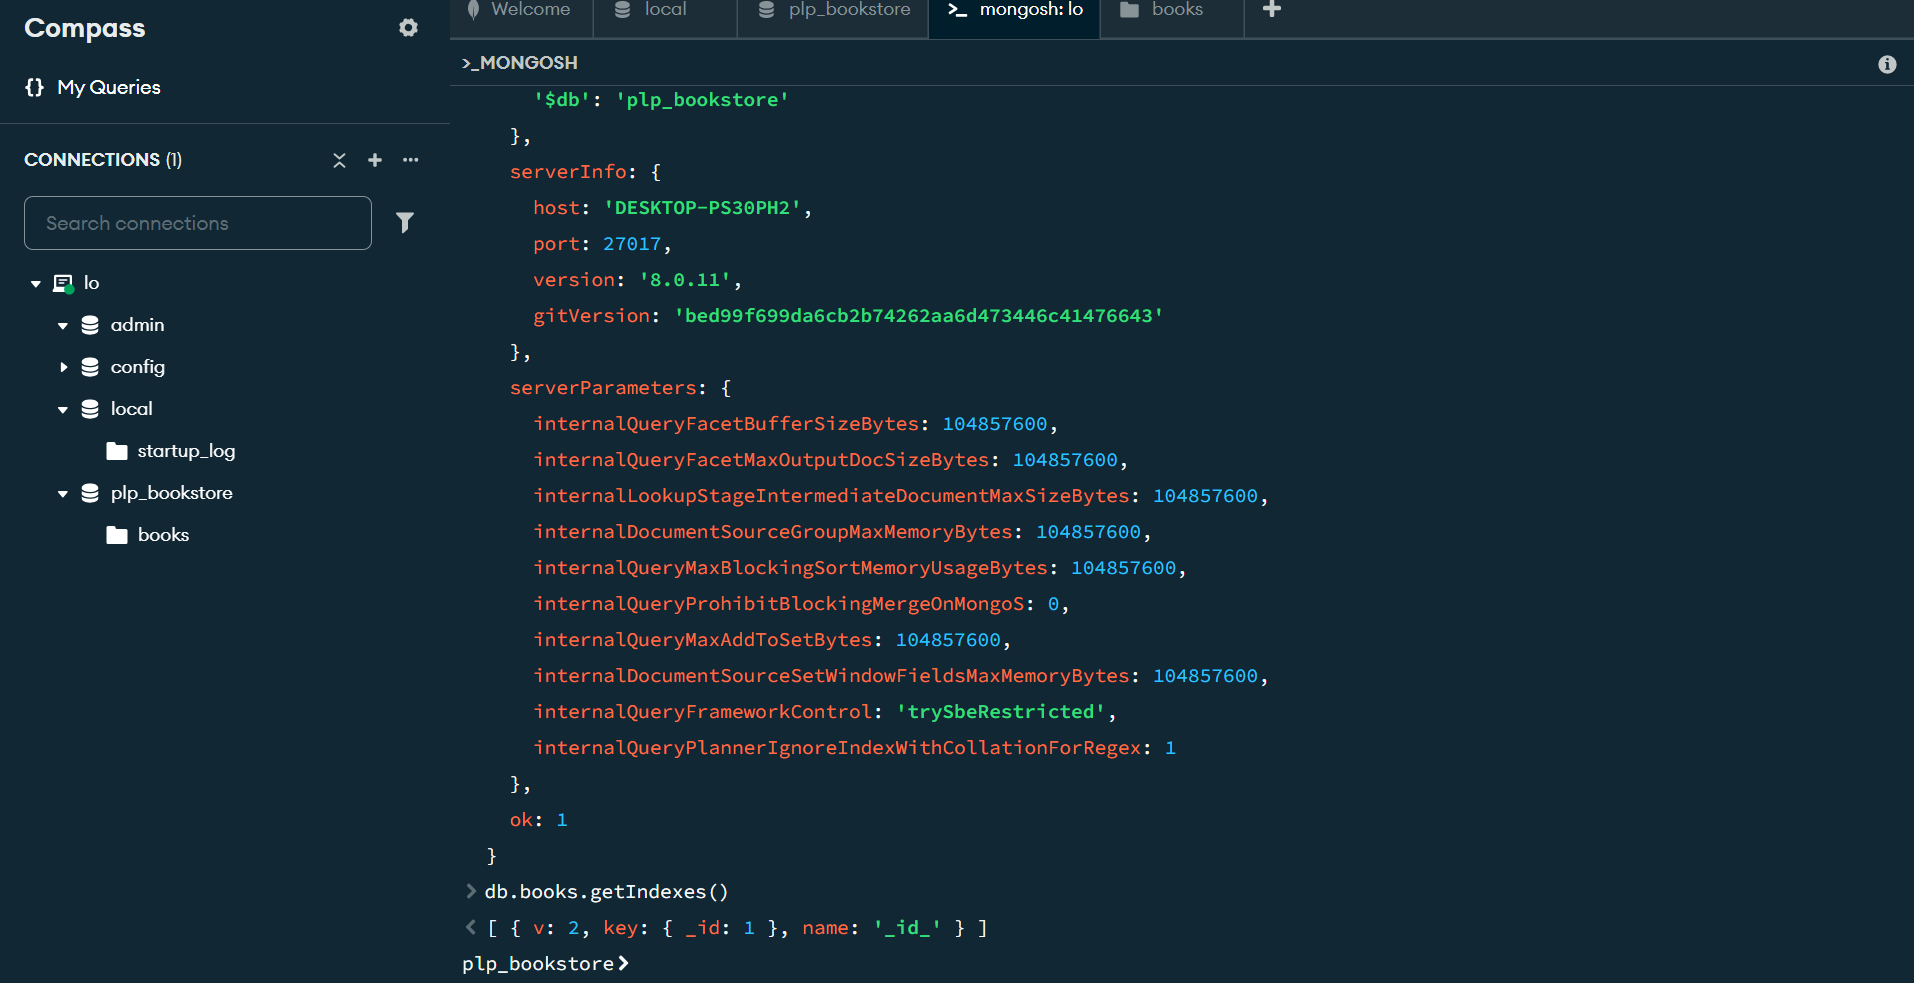 Compass
My Queries
CONNECTIONS (1)
Search connections
lo
admin
config
local
startup_log
plp_bookstore
books
Welcome
local
plp_bookstore
>_ mongosh: lo
books
>_MONGOSH
'$db': 'plp_bookstore'
},
serverInfo: {
host: 'DESKTOP-PS30PH2',
port: 27017,
version: '8.0.11',
gitVersion: 'bed99f699da6cb2b74262aa6d473446c41476643'
},
serverParameters: {
internalQueryFacetBufferSizeBytes: 104857600,
internalQueryFacetMaxOutputDocSizeBytes: 104857600,
internalLookupStageIntermediateDocumentMaxSizeBytes: 104857600,
internalDocumentSourceGroupMaxMemoryBytes: 104857600,
internalQueryMaxBlockingSortMemoryUsageBytes: 104857600,
internalQueryProhibitBlockingMergeOnMongoS: 0,
internalQueryMaxAddToSetBytes: 104857600,
internalDocumentSourceSetWindowFieldsMaxMemoryBytes: 104857600,
internalQueryFrameworkControl: 'trySbeRestricted',
internalQueryPlannerIgnoreIndexWithCollationForRegex: 1
},
ok: 1
}
> db.books.getIndexes()
< [ { v: 2, key: { _id: 1 }, name: '_id_' } ]
plp_bookstore>